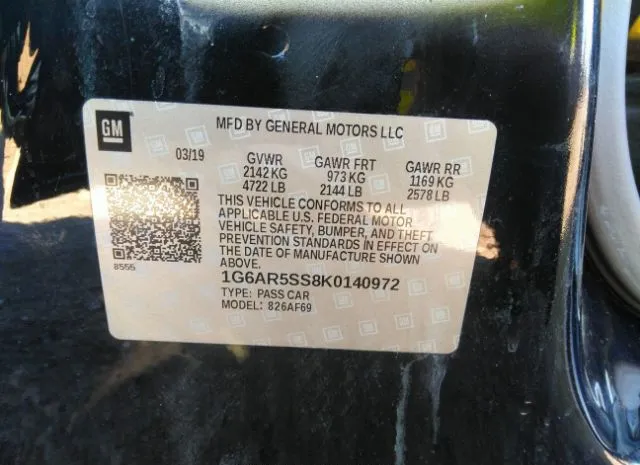 GM
MFD BY GENERAL MOTORS LLC
03/19 GVWR GAWR FRT GAWR RR
2142 KG 973 KG 1169 KG
4722 LB 2144 LB 2578 LB
THIS VEHICLE CONFORMS TO ALL
APPLICABLE U.S. FEDERAL MOTOR
VEHICLE SAFETY, BUMPER, AND THEFT
PREVENTION STANDARDS IN EFFECT ON
THE DATE OF MANUFACTURE SHOWN
ABOVE.
8555
1G6AR5SS8K0140972
TYPE: PASS CAR
MODEL: 826AF69